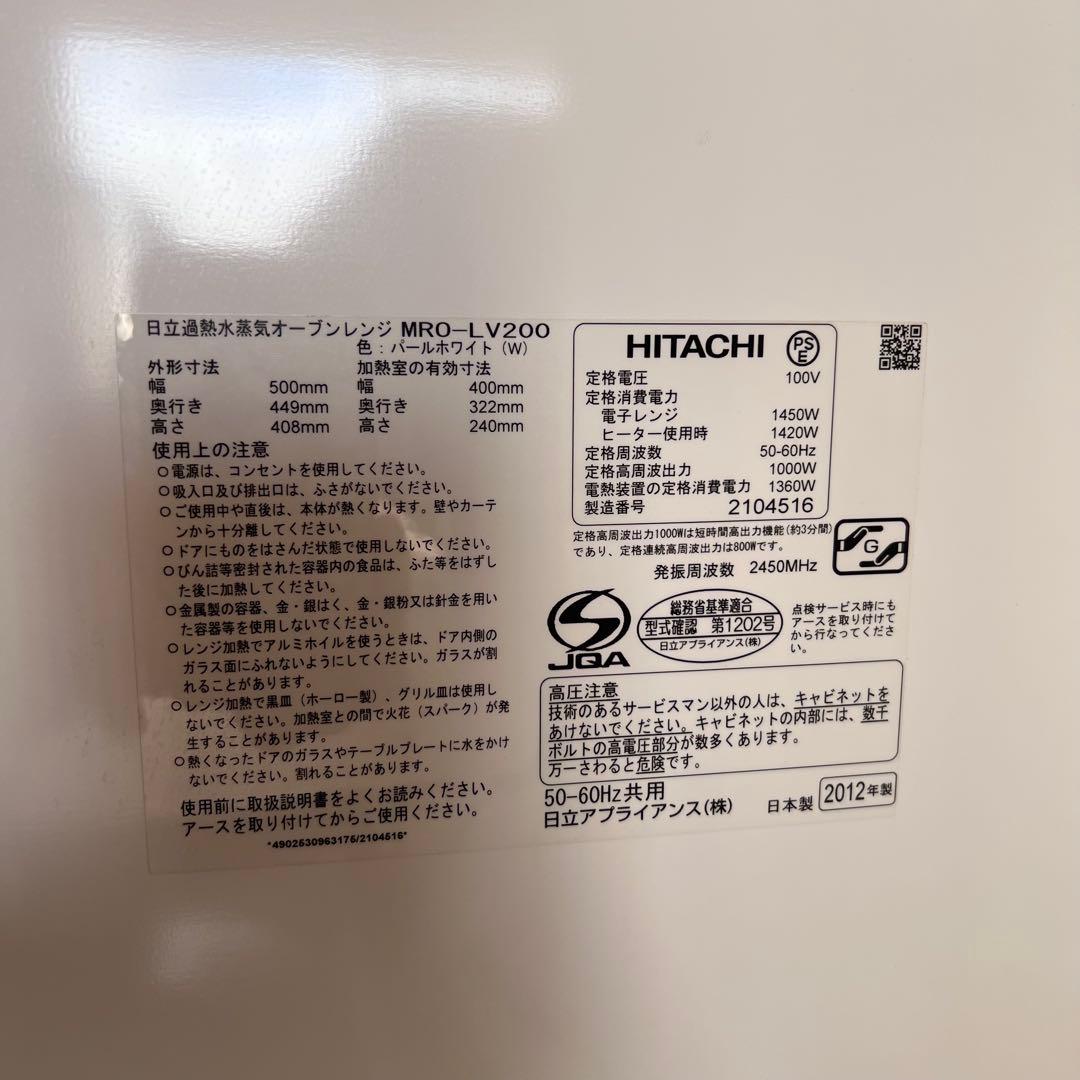 日立過熱水蒸気オーブンレンジ MRO-LV200
色：パールホワイト（W）
外形寸法
幅 500mm
奥行き 449mm
高さ 408mm
加熱室の有効寸法
幅 400mm
奥行き 322mm
高さ 240mm
使用上の注意
○電源は、コンセントを使用してください。
○吸入口及び排出口は、ふさがないでください。
○ご使用中や直後は、本体が熱くなります。壁やカーテ
ンから十分離してください。
○ドアにものをはさんだ状態で使用しないでください。
○びん詰等密封された容器内の食品は、ふた等をはずし
た後に加熱してください。
○金属製の容器、金・銀はく、金・銀粉又は針金を用い
た容器等を使用しないでください。
○レンジ加熱でアルミホイルを使うときは、ドア内側の
ガラス面にふれないようにしてください。ガラスが割
れることがあります。
○レンジ加熱で黒皿（ホーロー製）、グリル皿は使用し
ないでください。加熱室との間で火花（スパーク）が発
生することがあります。
○熱くなったドアのガラスやテーブルプレートに水をかけ
ないでください。割れることがあります。
使用前に取扱説明書をよくお読みください。
アースを取り付けてからご使用ください。
*4902530963175/2104516*
HITACHI PSE
定格電圧 100V
定格消費電力
電子レンジ 1450W
ヒーター使用時 1420W
定格周波数 50-60Hz
定格高周波出力 1000W
電熱装置の定格消費電力 1360W
製造番号 2104516
定格高周波出力1000Wは短時間高出力機能(約3分間)
であり、定格連続高周波出力は800Wです。
発振周波数 2450MHz
G
JQA
総務省基準適合
型式確認 第1202号
日立アプライアンス(株)
点検サービス時にも
アースを取り付けて
から行なってくださ
い。
高圧注意
技術のあるサービスマン以外の人は、キャビネットを
あけないでください。キャビネットの内部には、数千
ボルトの高電圧部分が数多くあります。
万一さわると危険です。
50-60Hz共用
日立アプライアンス(株) 日本製 2012年製